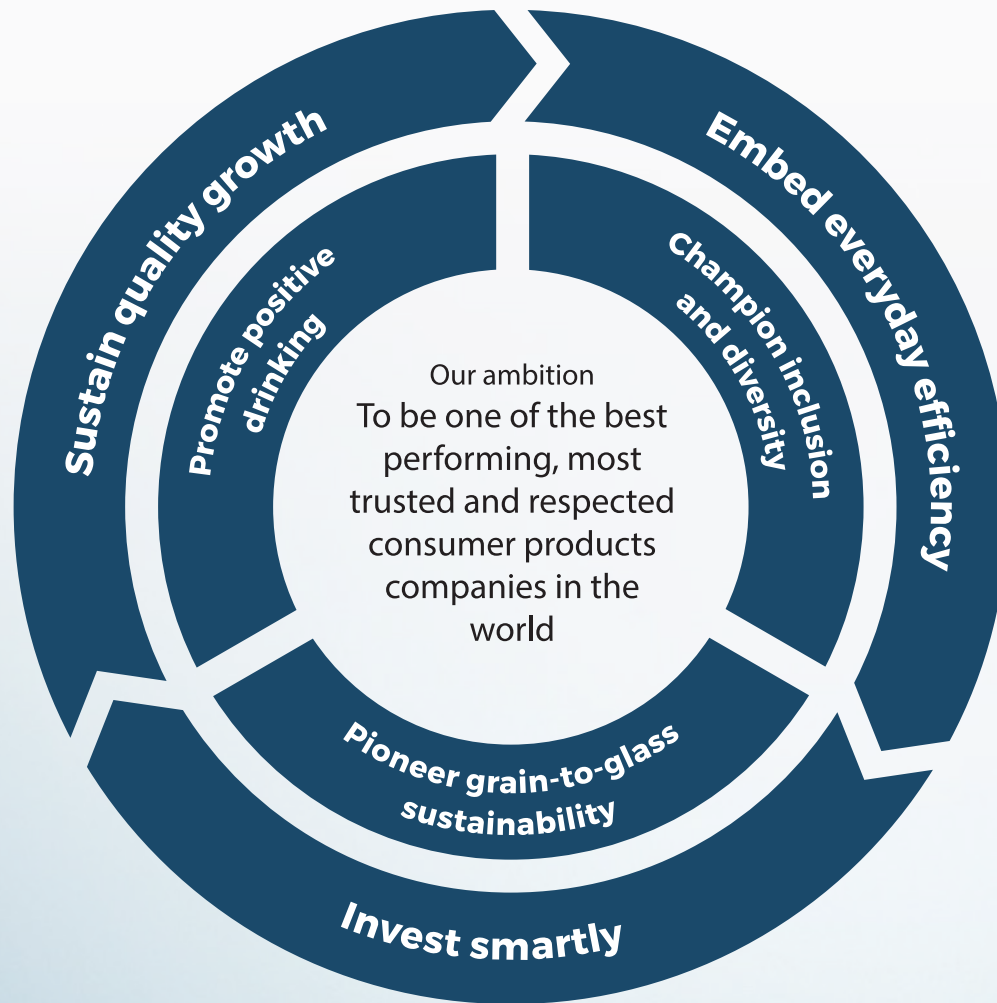 Sustain quality growth
Embed everyday efficiency
Promote positive
drinking
Champion inclusion
and diversity
Our ambition
To be one of the best
performing, most
trusted and respected
consumer products
companies in the
world
Pioneer grain-to-glass
sustainability
Invest smartly